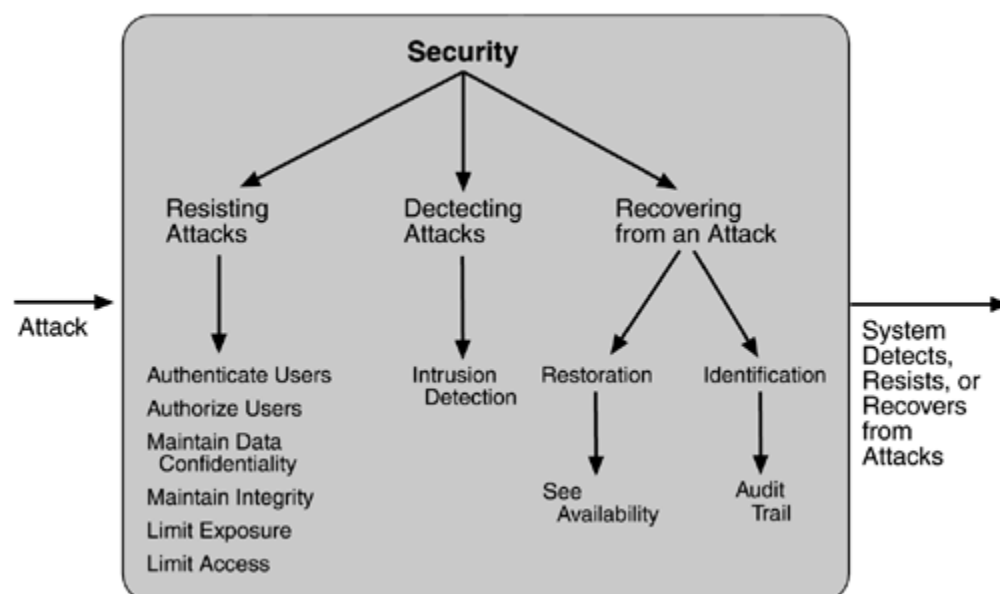 Security
Resisting
Attacks
Dectecting
Attacks
Recovering
from an Attack
Attack
Authenticate Users
Authorize Users
Maintain Data
Confidentiality
Maintain Integrity
Limit Exposure
Limit Access
Intrusion
Detection
Restoration
Identification
See
Availability
Audit
Trail
System
Detects,
Resists, or
Recovers
from
Attacks